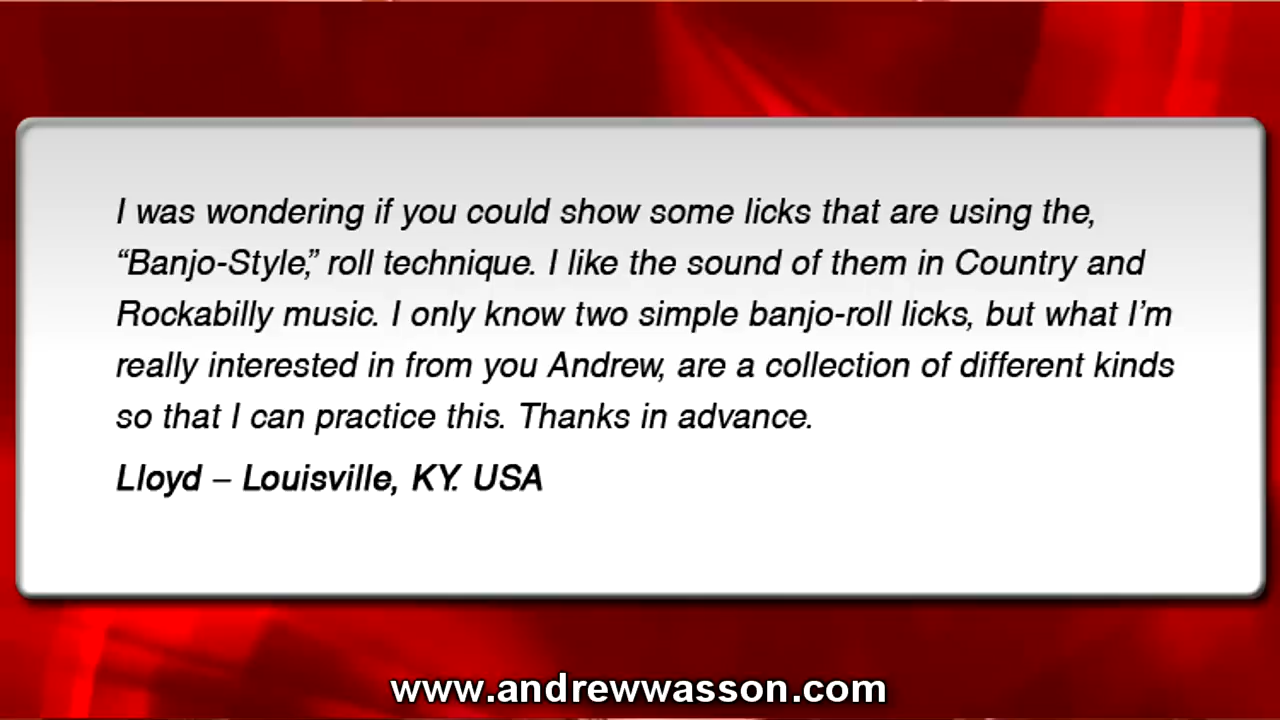 I was wondering if you could show some licks that are using the,
“Banjo-Style,” roll technique. I like the sound of them in Country and
Rockabilly music. I only know two simple banjo-roll licks, but what I’m
really interested in from you Andrew, are a collection of different kinds
so that I can practice this. Thanks in advance.
Lloyd – Louisville, KY. USA
www.andrewwasson.com